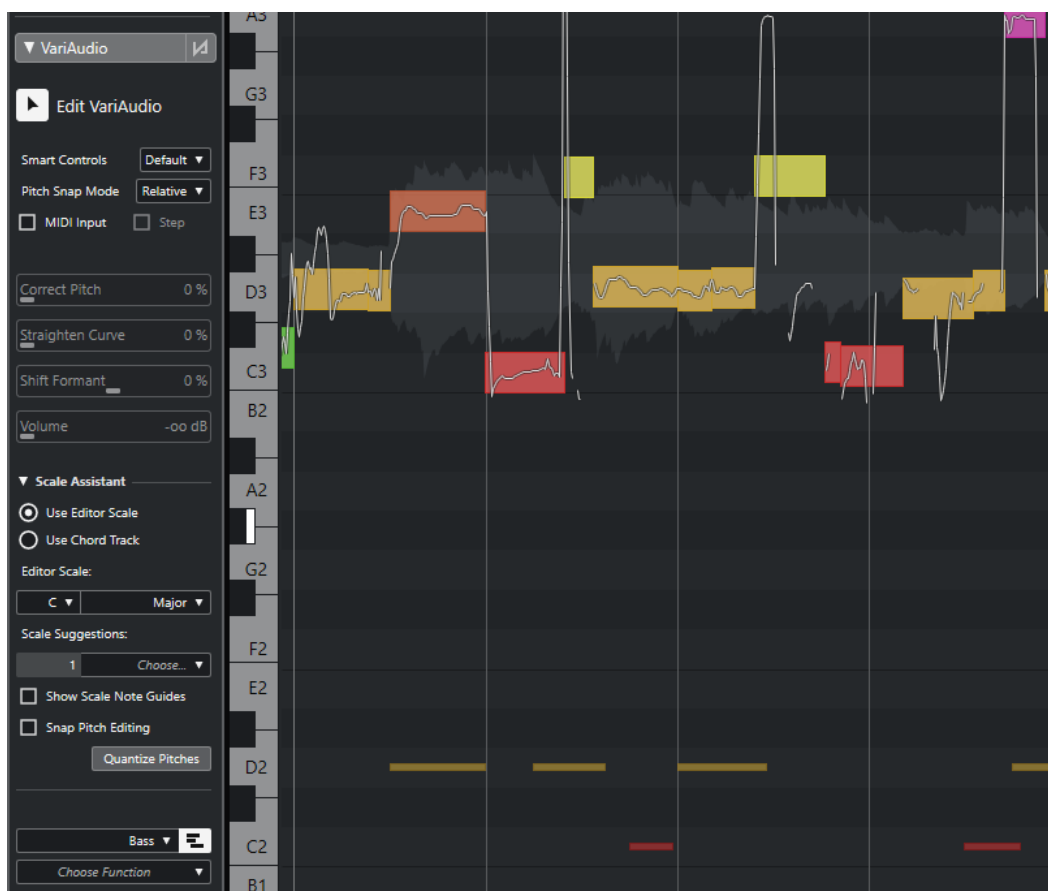 ▼ VariAudio
Edit VariAudio
Smart Controls Default ▼
Pitch Snap Mode Relative ▼
MIDI Input Step
Correct Pitch 0 %
Straighten Curve 0 %
Shift Formant 0 %
Volume -oo dB
▼ Scale Assistant
Use Editor Scale
Use Chord Track
Editor Scale:
C ▼ Major ▼
Scale Suggestions:
1 Choose... ▼
Show Scale Note Guides
Snap Pitch Editing
Quantize Pitches
Bass ▼
Choose Function ▼
A3
G3
F3
E3
D3
C3
B2
A2
G2
F2
E2
D2
C2
B1